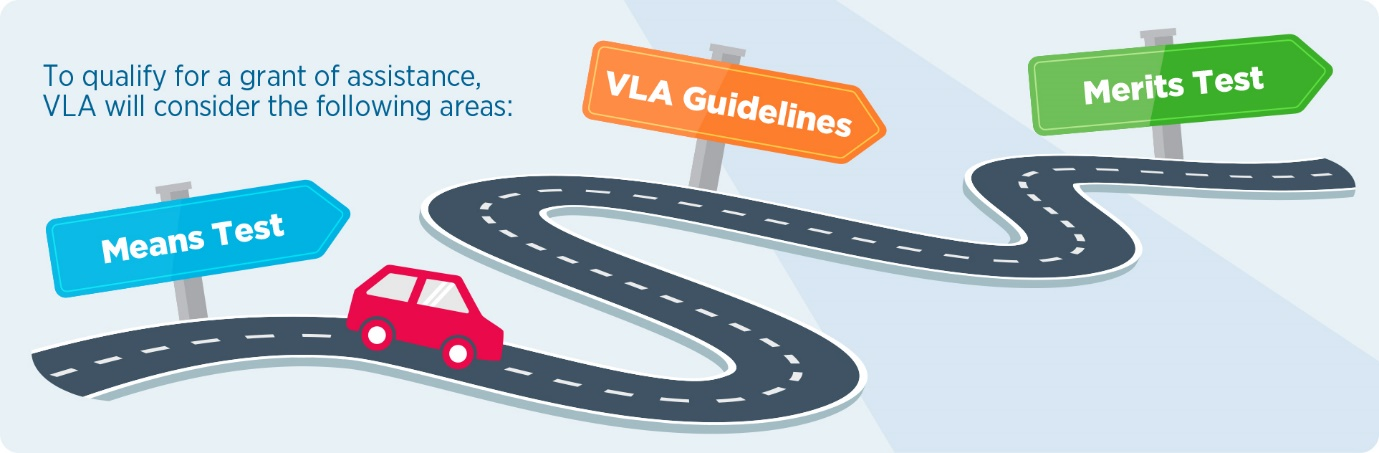 To qualify for a grant of assistance,
VLA will consider the following areas:
Means Test
VLA Guidelines
Merits Test